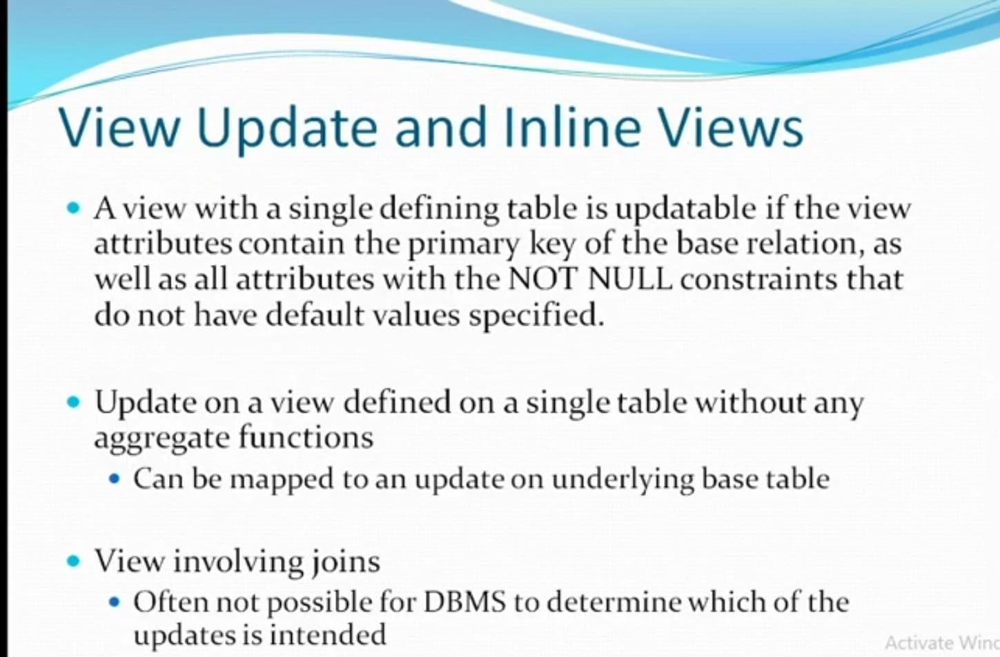 View Update and Inline Views
• A view with a single defining table is updatable if the view
attributes contain the primary key of the base relation, as
well as all attributes with the NOT NULL constraints that
do not have default values specified.
• Update on a view defined on a single table without any
aggregate functions
• Can be mapped to an update on underlying base table
• View involving joins
• Often not possible for DBMS to determine which of the
updates is intended
Activate Wind